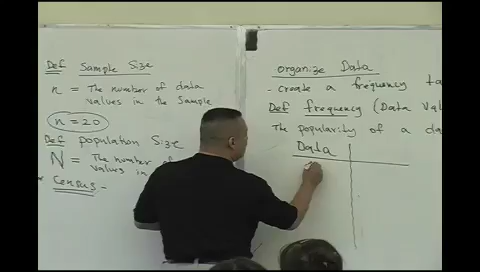 Def Sample Size
n = The number of data
values in the Sample
n = 20
Def population Size
N = The number of
values in
* Census -
organize Data
- Create a frequency
Def frequency (Data
The popularity of a
Data